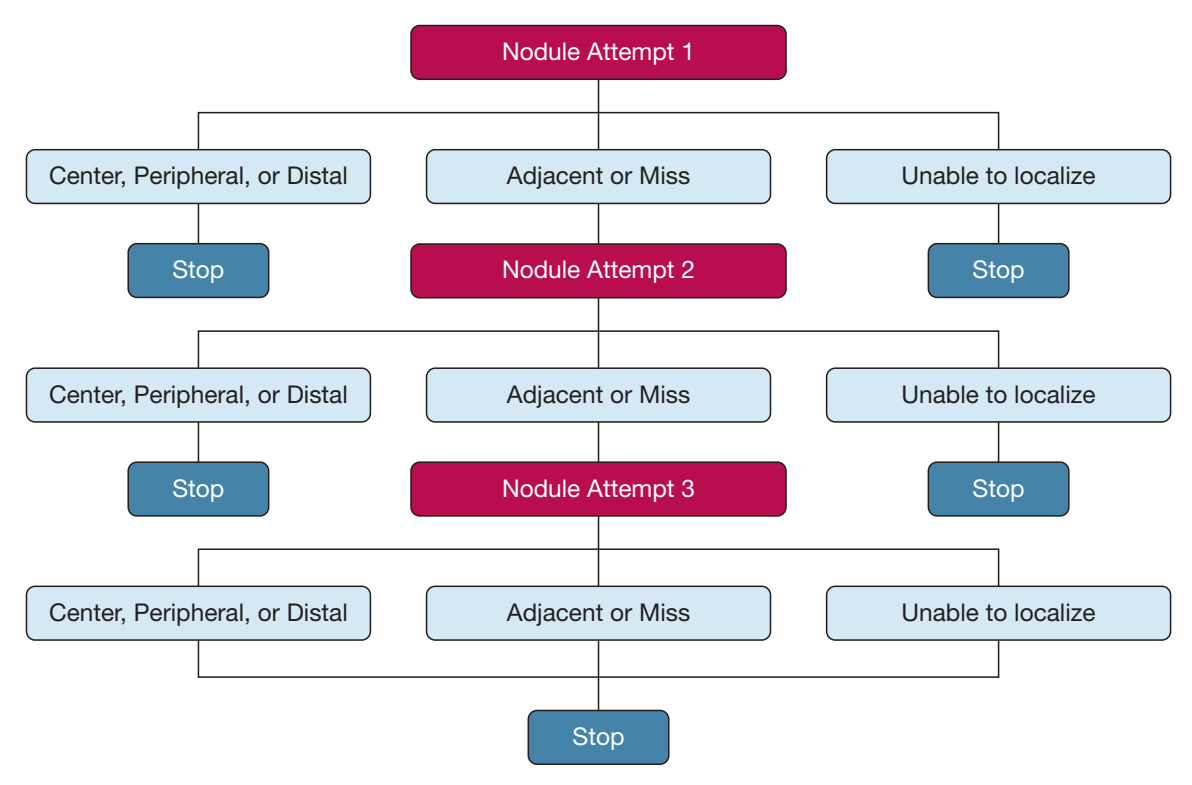 Nodule Attempt 1
Center, Peripheral, or Distal
Adjacent or Miss
Unable to localize
Stop
Nodule Attempt 2
Stop
Center, Peripheral, or Distal
Adjacent or Miss
Unable to localize
Stop
Nodule Attempt 3
Stop
Center, Peripheral, or Distal
Adjacent or Miss
Unable to localize
Stop